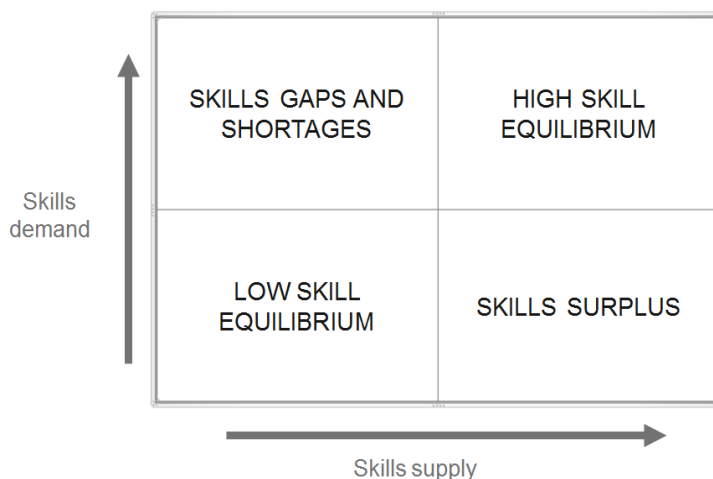 SKILLS GAPS AND
SHORTAGES
HIGH SKILL
EQUILIBRIUM
Skills
demand
LOW SKILL
EQUILIBRIUM
SKILLS SURPLUS
Skills supply